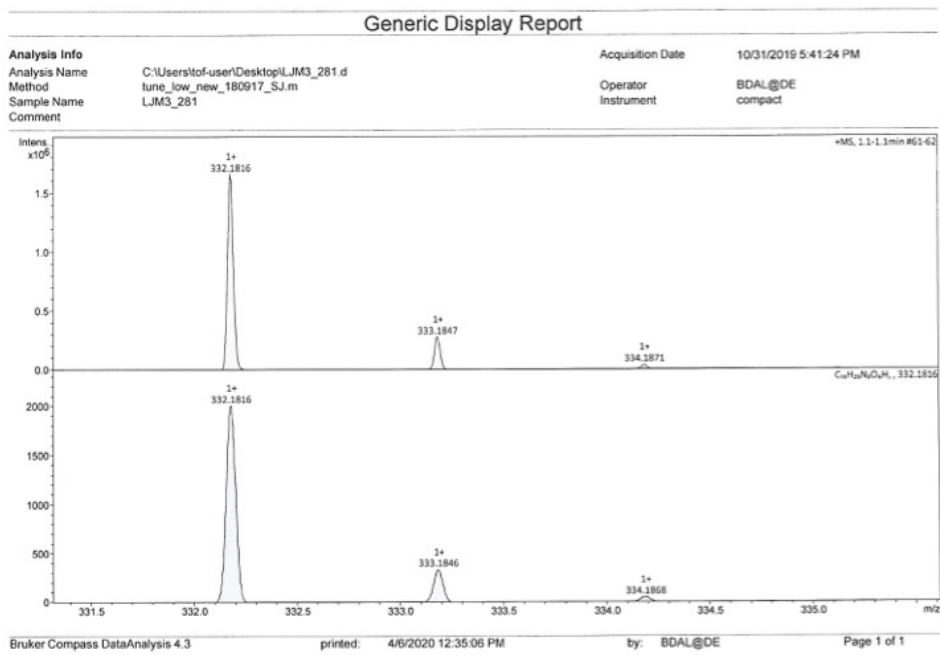 Generic Display Report
Analysis Info
Acquisition Date 10/31/2019 5:41:24 PM
Analysis Name C:\Users\tof-user\Desktop\LJM3_281.d
Method tune_low_new_180917_SJ.m
Operator BDAL@DE
Sample Name LJM3_281
Instrument compact
Comment
Intens.
x10⁶
+MS, 1.1-1.1min #61-62
1+
332.1816
1.5
1.0
1+
333.1847
0.5
1+
334.1871
0.0
, 332.1816
1+
332.1816
2000
1500
1000
1+
333.1846
500
1+
334.1868
0
331.5 332.0 332.5 333.0 333.5 334.0 334.5 335.0 m/z
Bruker Compass DataAnalysis 4.3 printed: 4/6/2020 12:35:06 PM by: BDAL@DE Page 1 of 1